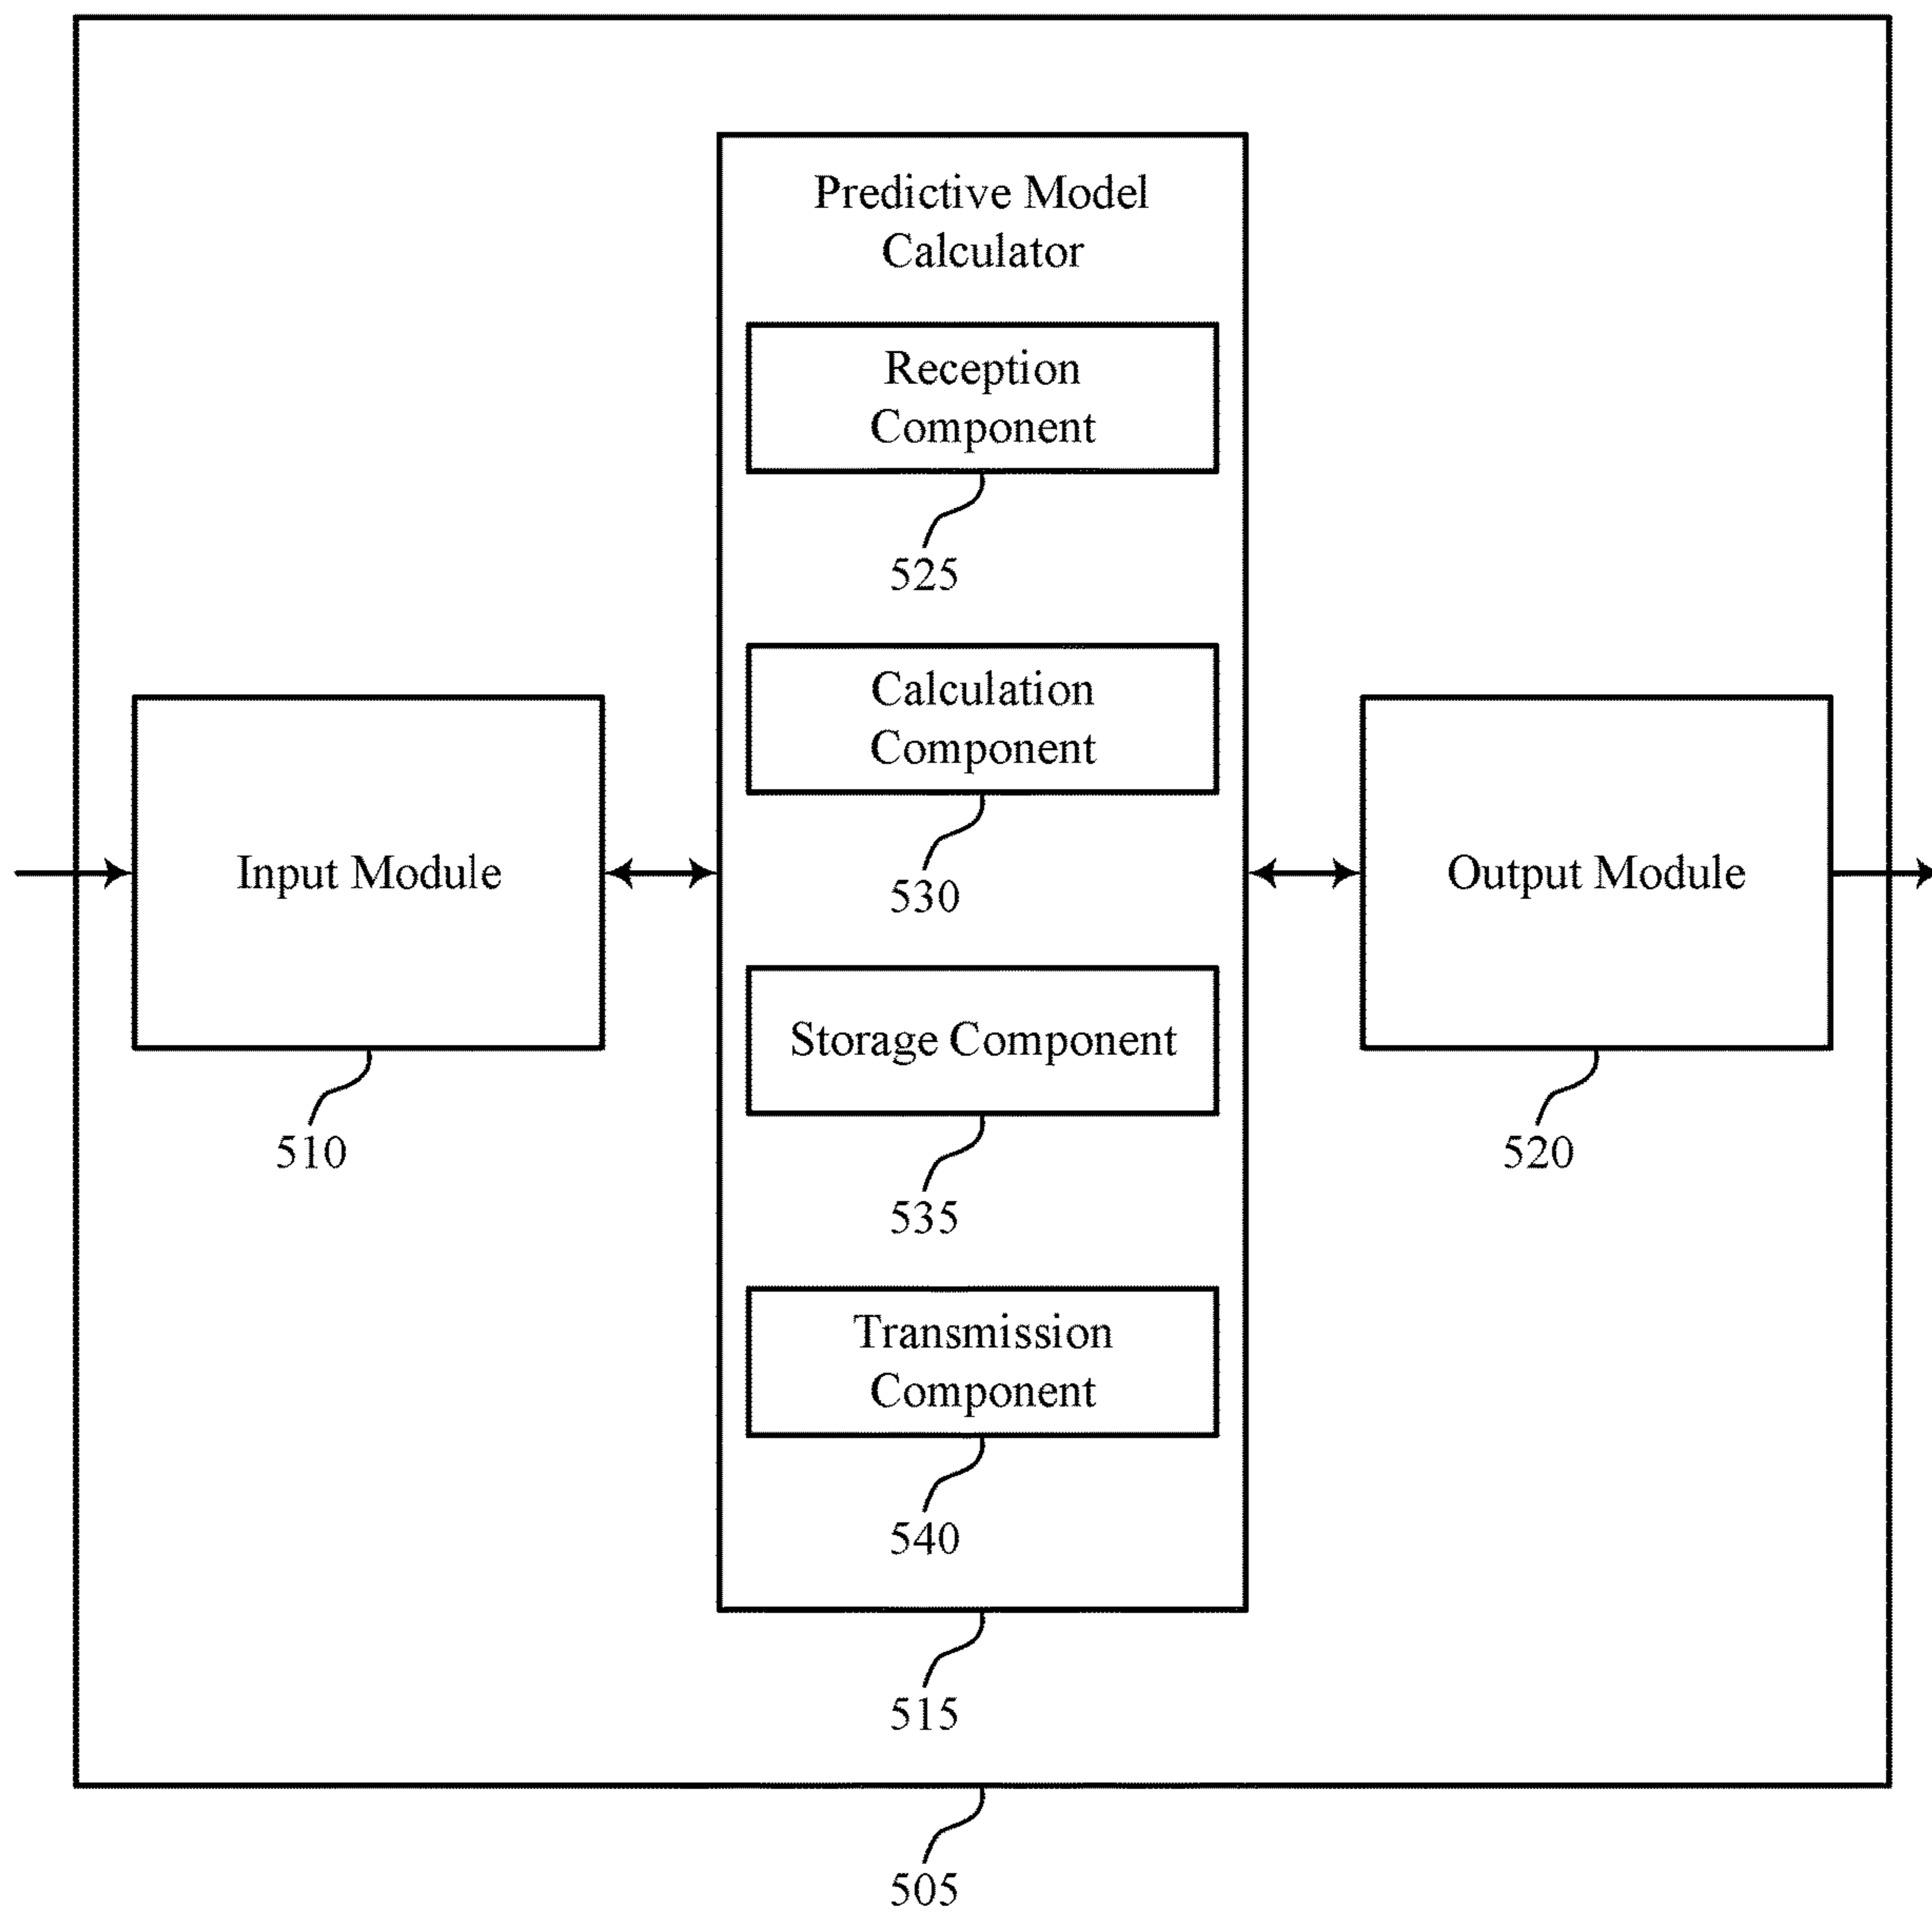 Predictive Model
Calculator
Reception
Component
525
Calculation
Component
530
Input Module
510
Output Module
520
Storage Component
535
Transmission
Component
540
515
505